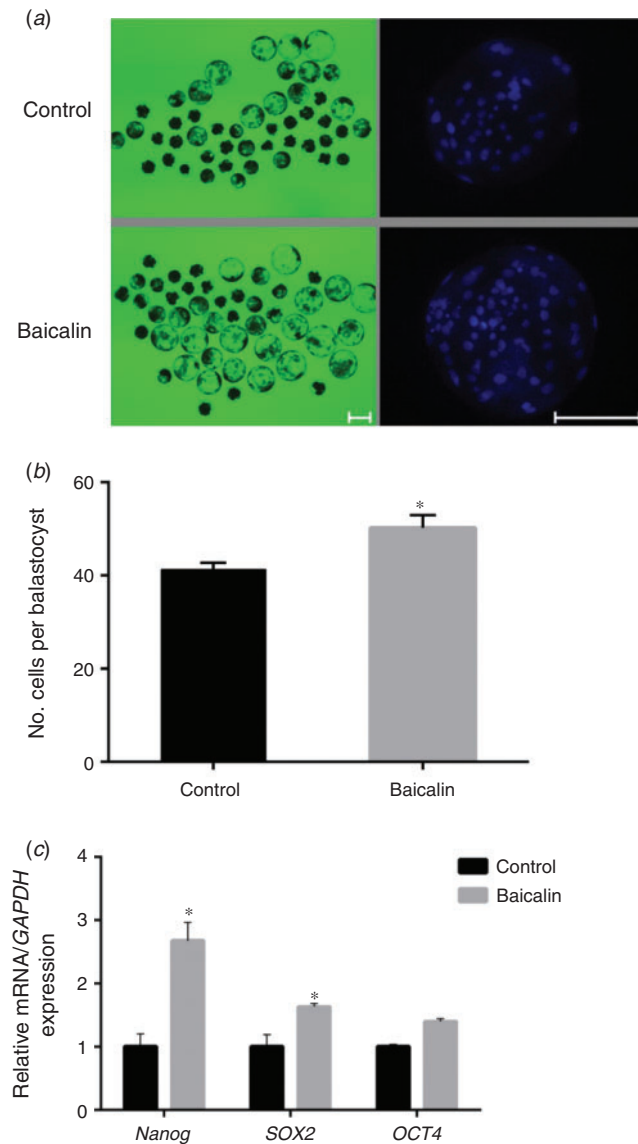 (a)
Control
Baicalin
(b)
60
40
20
0
No. cells per balastocyst
*
Control
Baicalin
(c)
4
3
2
1
0
Relative mRNA/GAPDH
expression
*
*
Control
Baicalin
Nanog
SOX2
OCT4